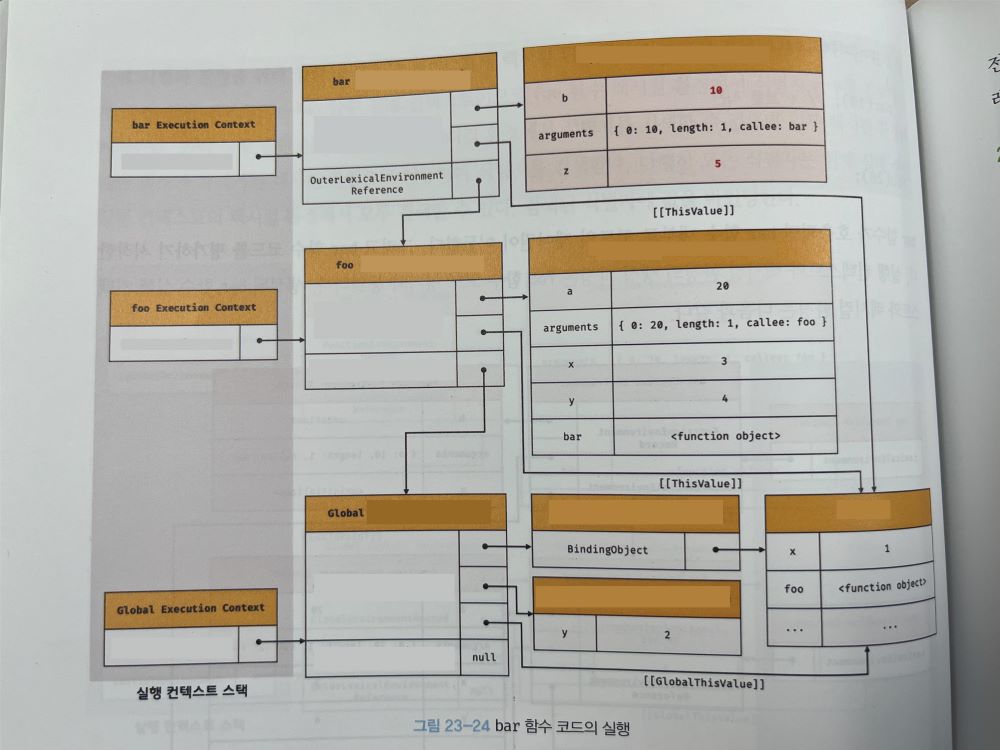 bar
b
10
bar Execution Context
arguments
{ 0: 10, length: 1, callee: bar }
z
5
OuterLexicalEnvironment
Reference
[[ThisValue]]
foo
a
20
foo Execution Context
arguments
{ 0: 20, length: 1, callee: foo }
x
3
y
4
bar
<function object>
[[ThisValue]]
Global
BindingObject
x
1
foo
<function object>
Global Execution Context
y
2
...
...
null
[[GlobalThisValue]]
실행 컨텍스트 스택
그림 23-24 bar 함수 코드의 실행